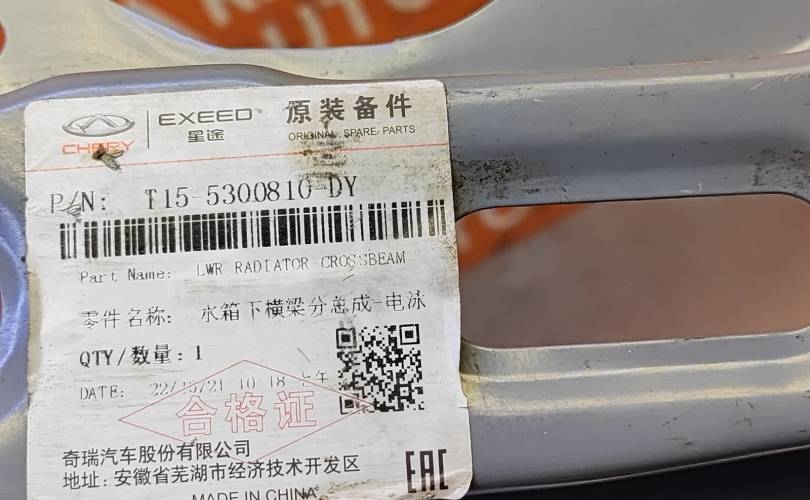 CHERY
EXEED
星途
原装备件
ORIGINAL SPARE PARTS
P/N: T15-5300810-DY
Part Name: LWR RADIATOR CROSSBEAM
零件名称: 水箱下横梁分总成-电泳
QTY/数量: 1
DATE:
合格证
奇瑞汽车股份有限公司
地址: 安徽省芜湖市经济技术开发区
EAC
MADE IN CHINA